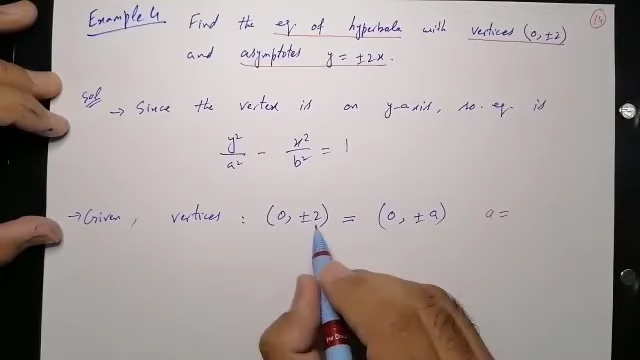 Example 4 Find the eq of hyperbola with vertices (0, ±2) 14
and asymptotes y = ±2x.
Sol → Since the vertex is on y-axis, so eq is
y²/a² - x²/b² = 1
→ Given, vertices : (0, ±2) = (0, ±a) a =